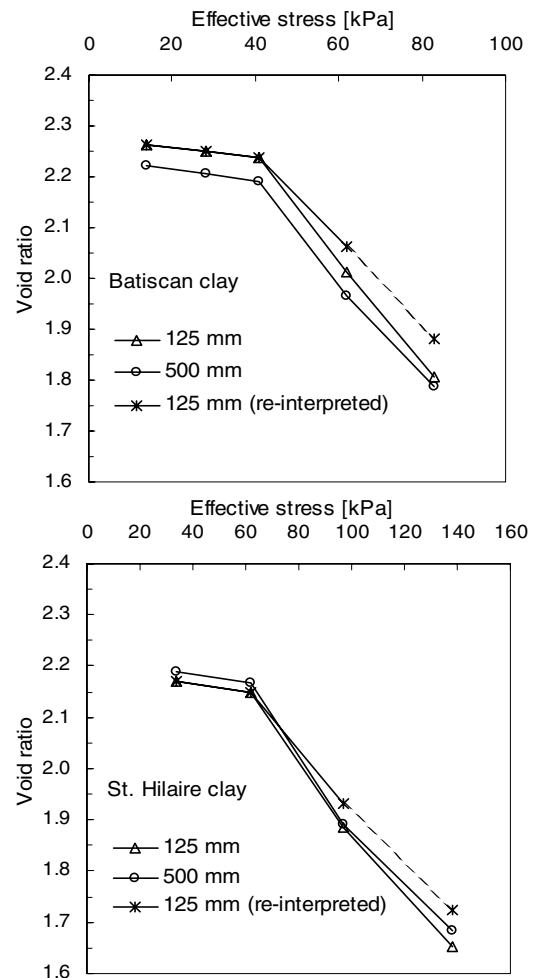 Effective stress [kPa]
0 20 40 60 80 100
2.4
2.3
2.2
2.1
2.0
1.9
1.8
1.7
1.6
Void ratio
Batiscan clay
125 mm
500 mm
125 mm (re-interpreted)
Effective stress [kPa]
0 20 40 60 80 100 120 140 160
2.4
2.3
2.2
2.1
2.0
1.9
1.8
1.7
1.6
Void ratio
St. Hilaire clay
125 mm
500 mm
125 mm (re-interpreted)